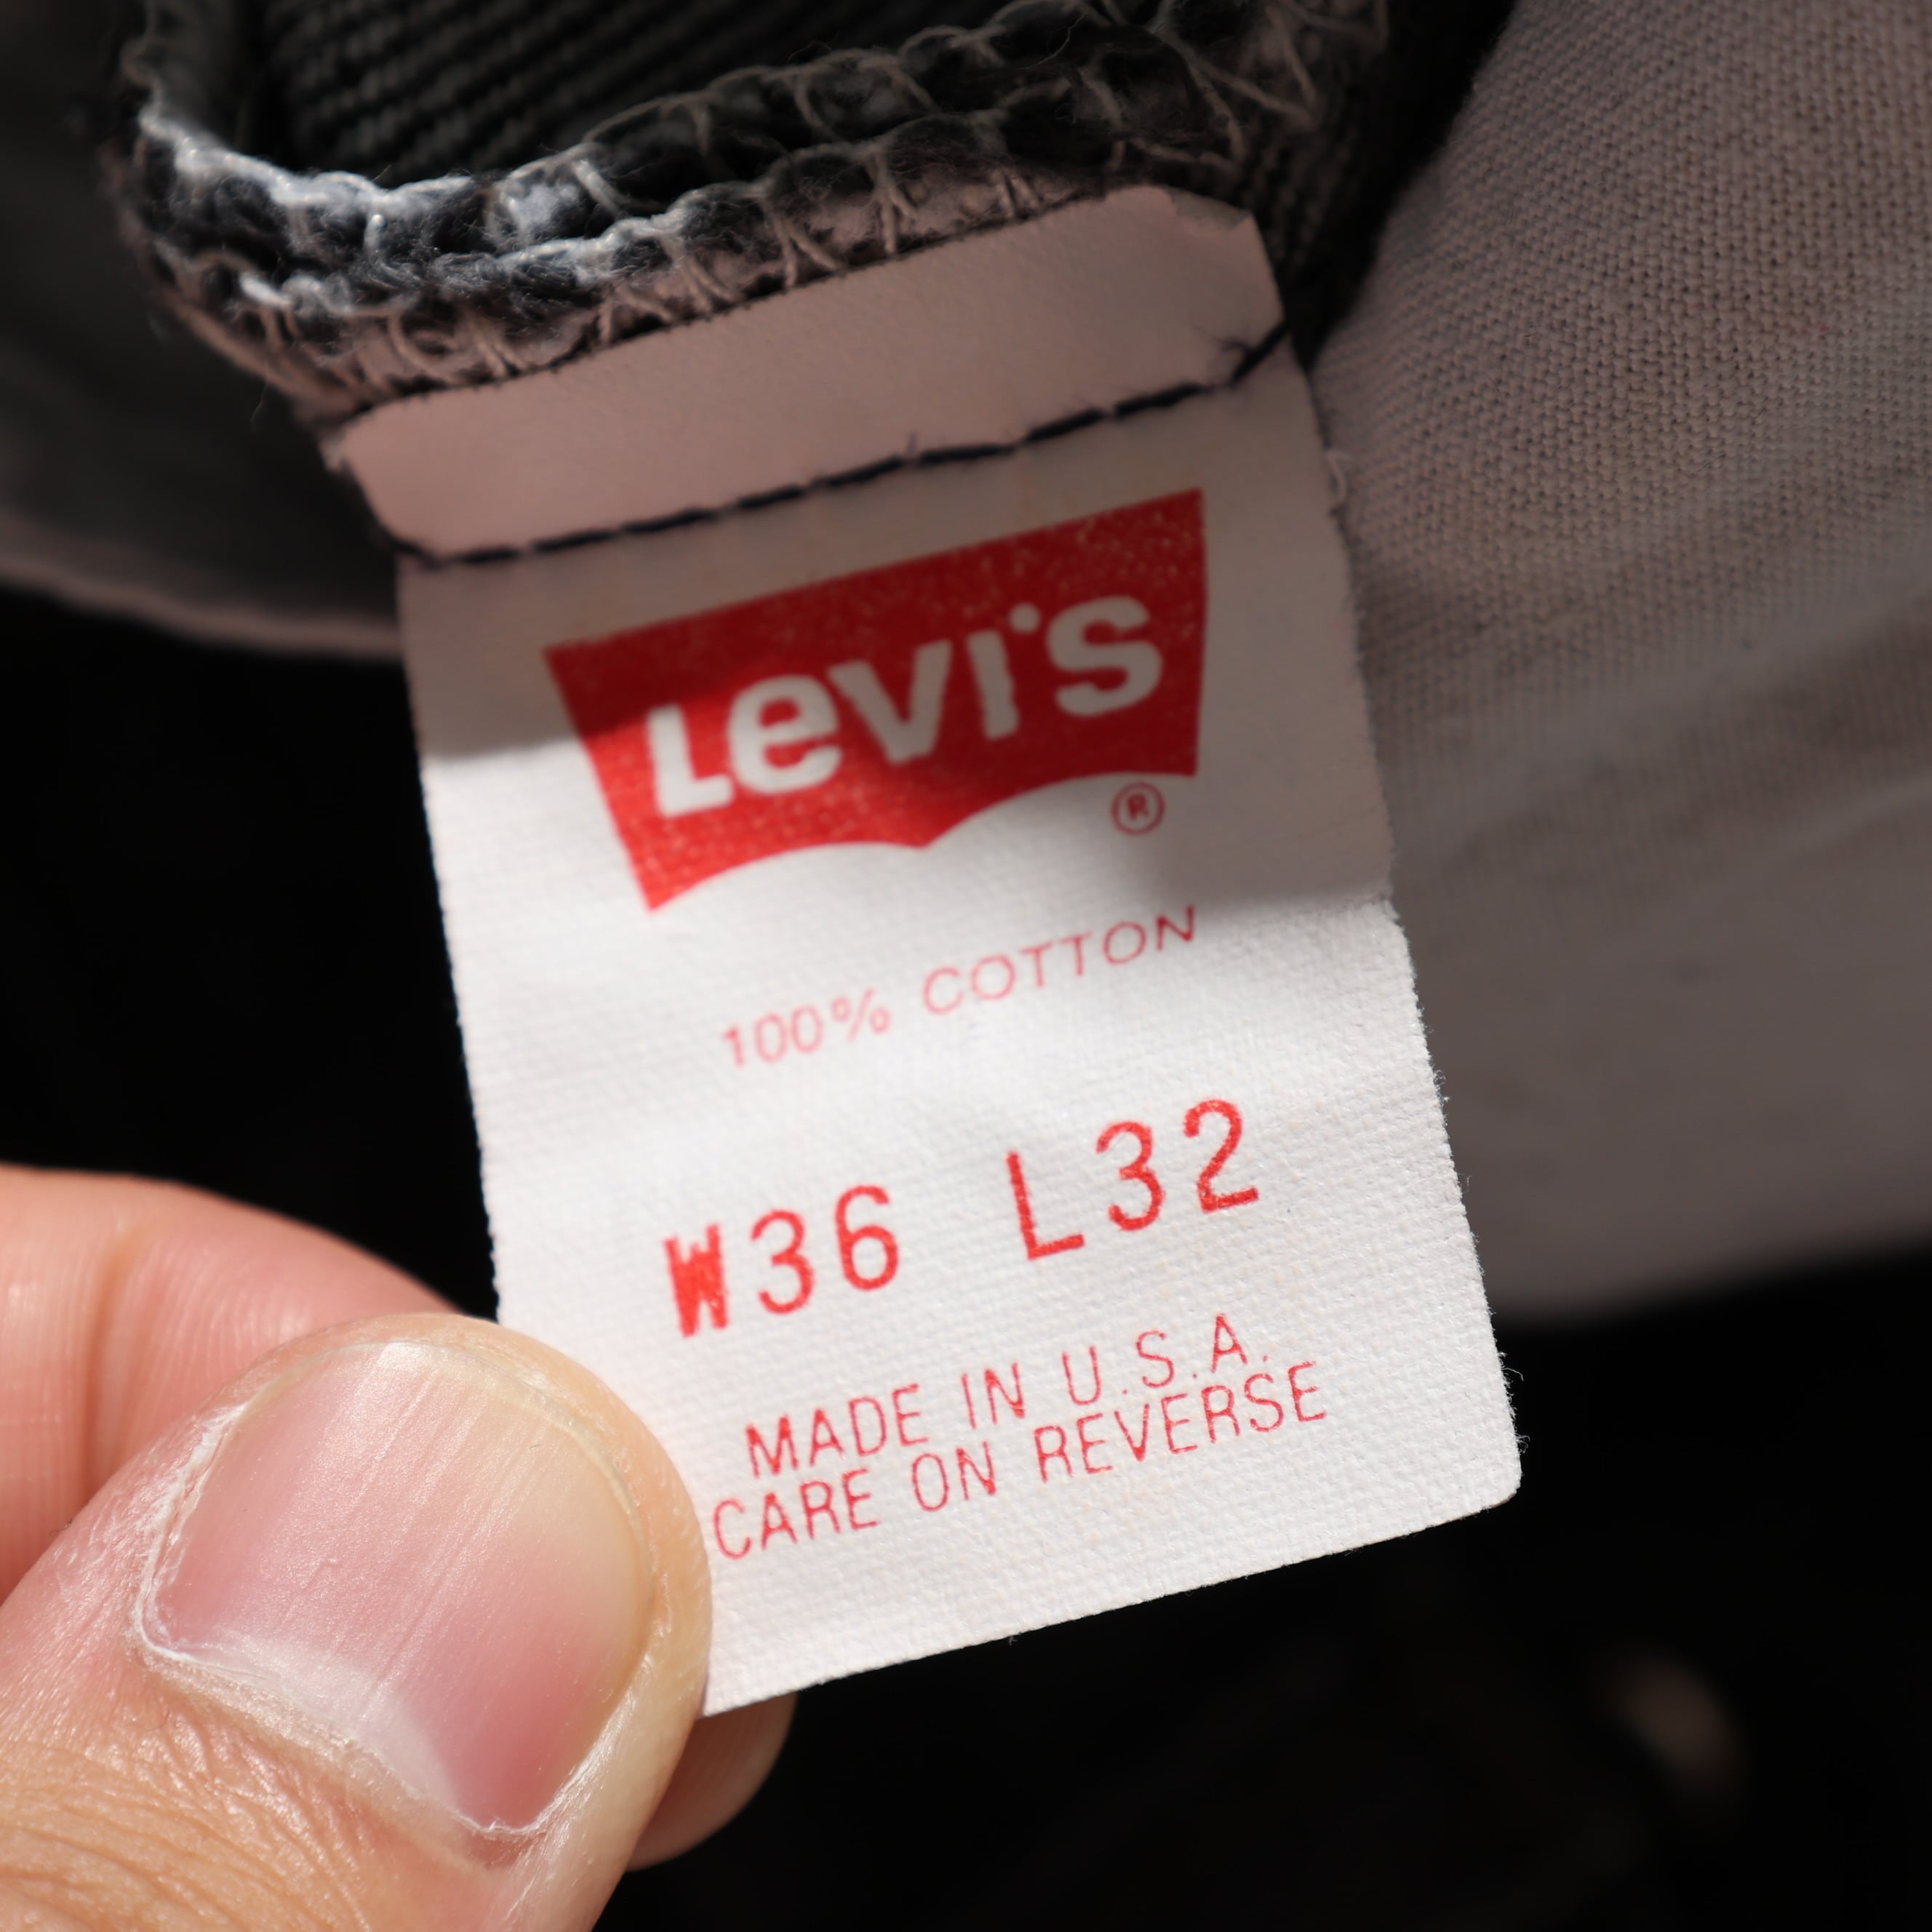 Levi's ®
100% COTTON
W36 L32
MADE IN U.S.A.
CARE ON REVERSE